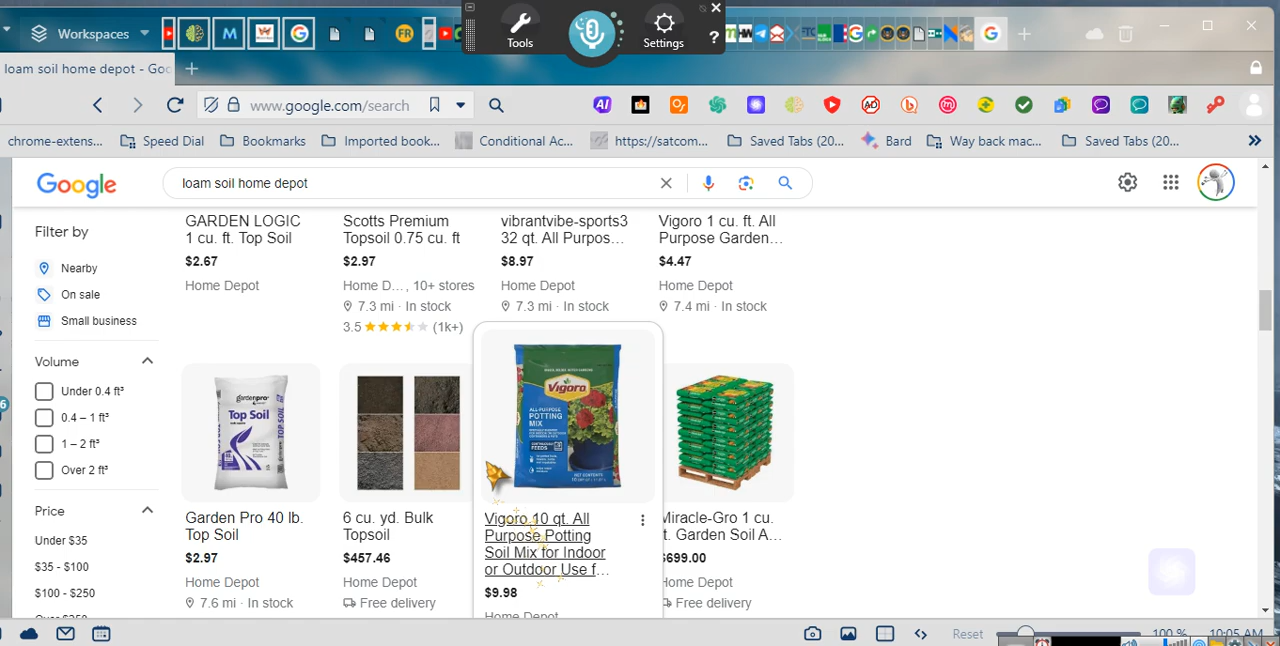 Workspaces
Tools
Settings
?
loam soil home depot - Goo
www.google.com/search
chrome-extens...
Speed Dial
Bookmarks
Imported book...
Conditional Ac...
https://satcom...
Saved Tabs (20...
Bard
Way back mac...
Saved Tabs (20...
Google
loam soil home depot
Filter by
Nearby
On sale
Small business
Volume
Under 0.4 ft³
0.4 – 1 ft³
1 – 2 ft³
Over 2 ft³
Price
Under $35
$35 - $100
$100 - $250
Over $250
GARDEN LOGIC
1 cu. ft. Top Soil
$2.67
Home Depot
Scotts Premium
Topsoil 0.75 cu. ft
$2.97
Home D..., 10+ stores
7.3 mi · In stock
3.5 (1k+)
vibrantvibe-sports3
32 qt. All Purpos...
$8.97
Home Depot
7.3 mi · In stock
Vigoro 1 cu. ft. All
Purpose Garden...
$4.47
Home Depot
7.4 mi · In stock
gardenpro
Top Soil
Garden Pro 40 lb.
Top Soil
$2.97
Home Depot
7.6 mi · In stock
6 cu. yd. Bulk
Topsoil
$457.46
Home Depot
Free delivery
Vigoro
ALL-PURPOSE
POTTING
MIX
Vigoro 10 qt. All
Purpose Potting
Soil Mix for Indoor
or Outdoor Use f...
$9.98
Home Depot
Miracle-Gro 1 cu.
ft. Garden Soil A...
$699.00
Home Depot
Free delivery
Reset
100 %
10:05 AM